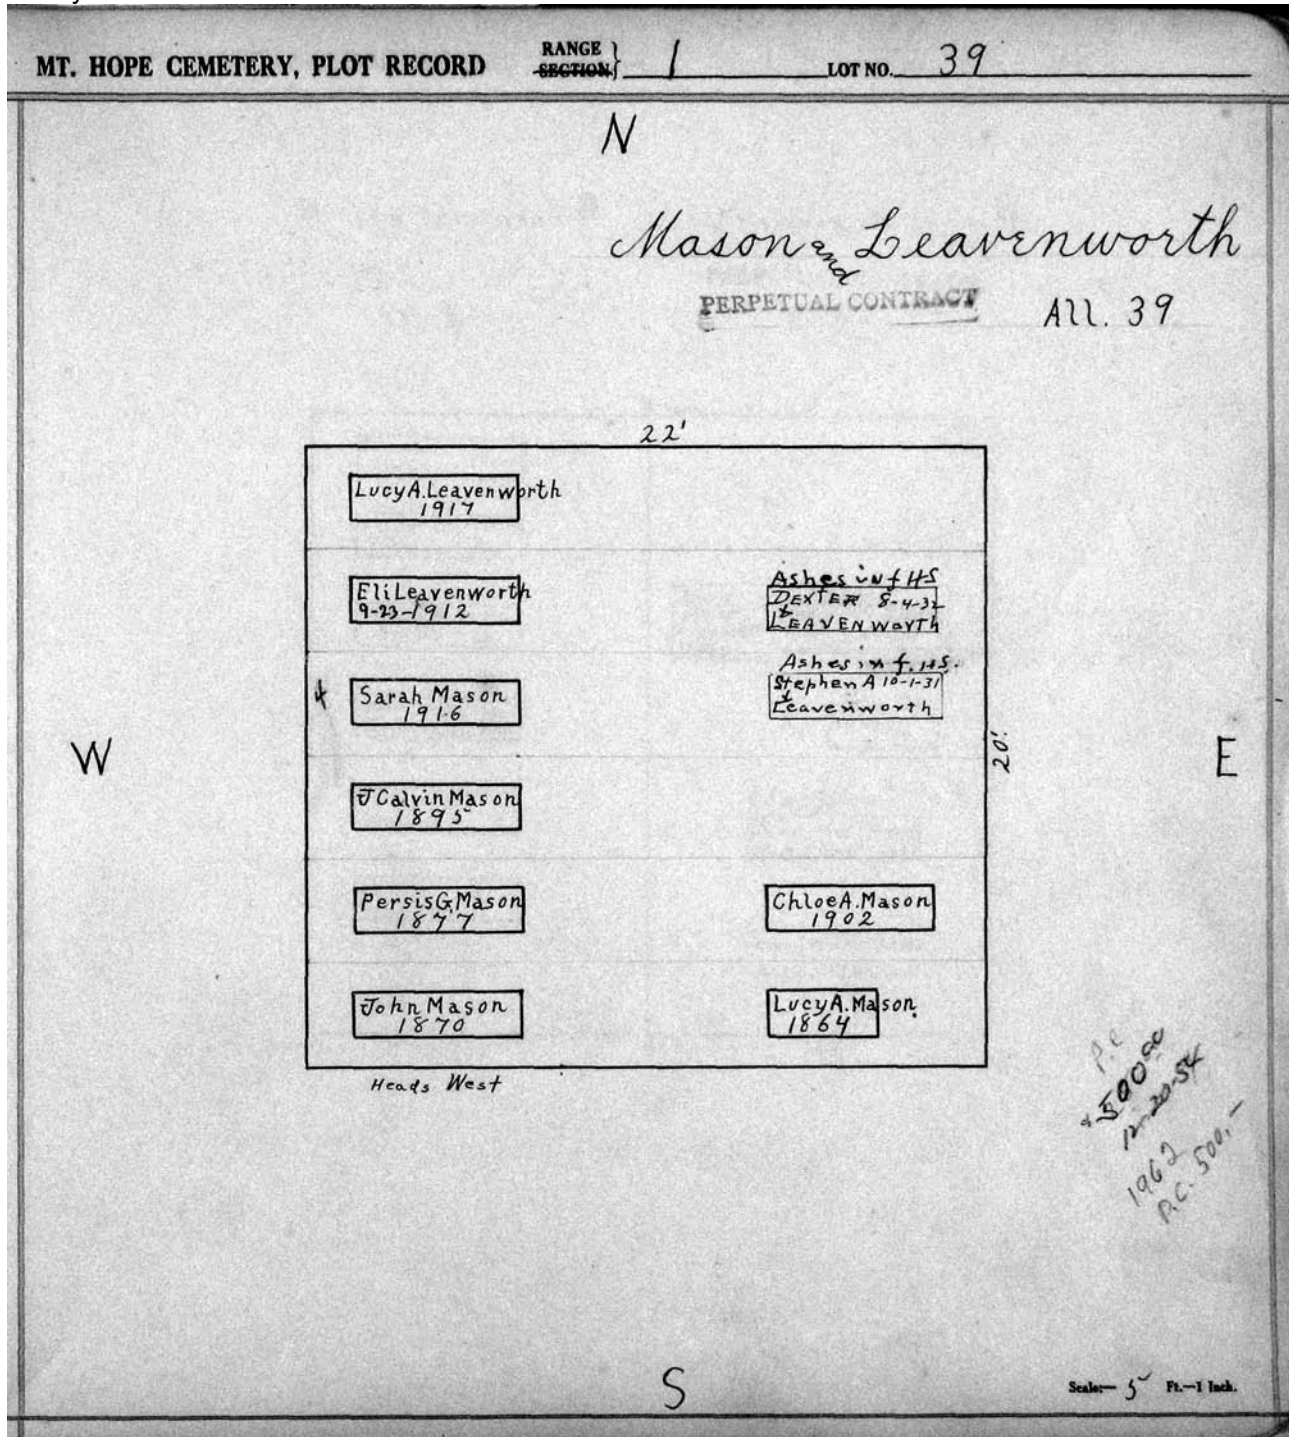 MT. HOPE CEMETERY, PLOT RECORD RANGE SECTION} 1 LOT NO. 39
N
Mason and Leavenworth
PERPETUAL CONTRACT
All. 39
22'
Lucy A. Leavenworth
1917
Eli Leavenworth
9-23-1912
Ashes in f HS
DEXTER 8-4-32
LEAVENWORTH
Ashes in f. HS.
Stephen A 10-1-31
Leavenworth
Sarah Mason
1916
W
20'
E
J Calvin Mason
1895
Persis G. Mason
1877
Chloe A. Mason
1902
John Mason
1870
Lucy A. Mason
1864
Heads West
P.C
$500.00
12-20-54
1962
P.C. 500,—
S
Scale:— 5 Ft.—1 Inch.